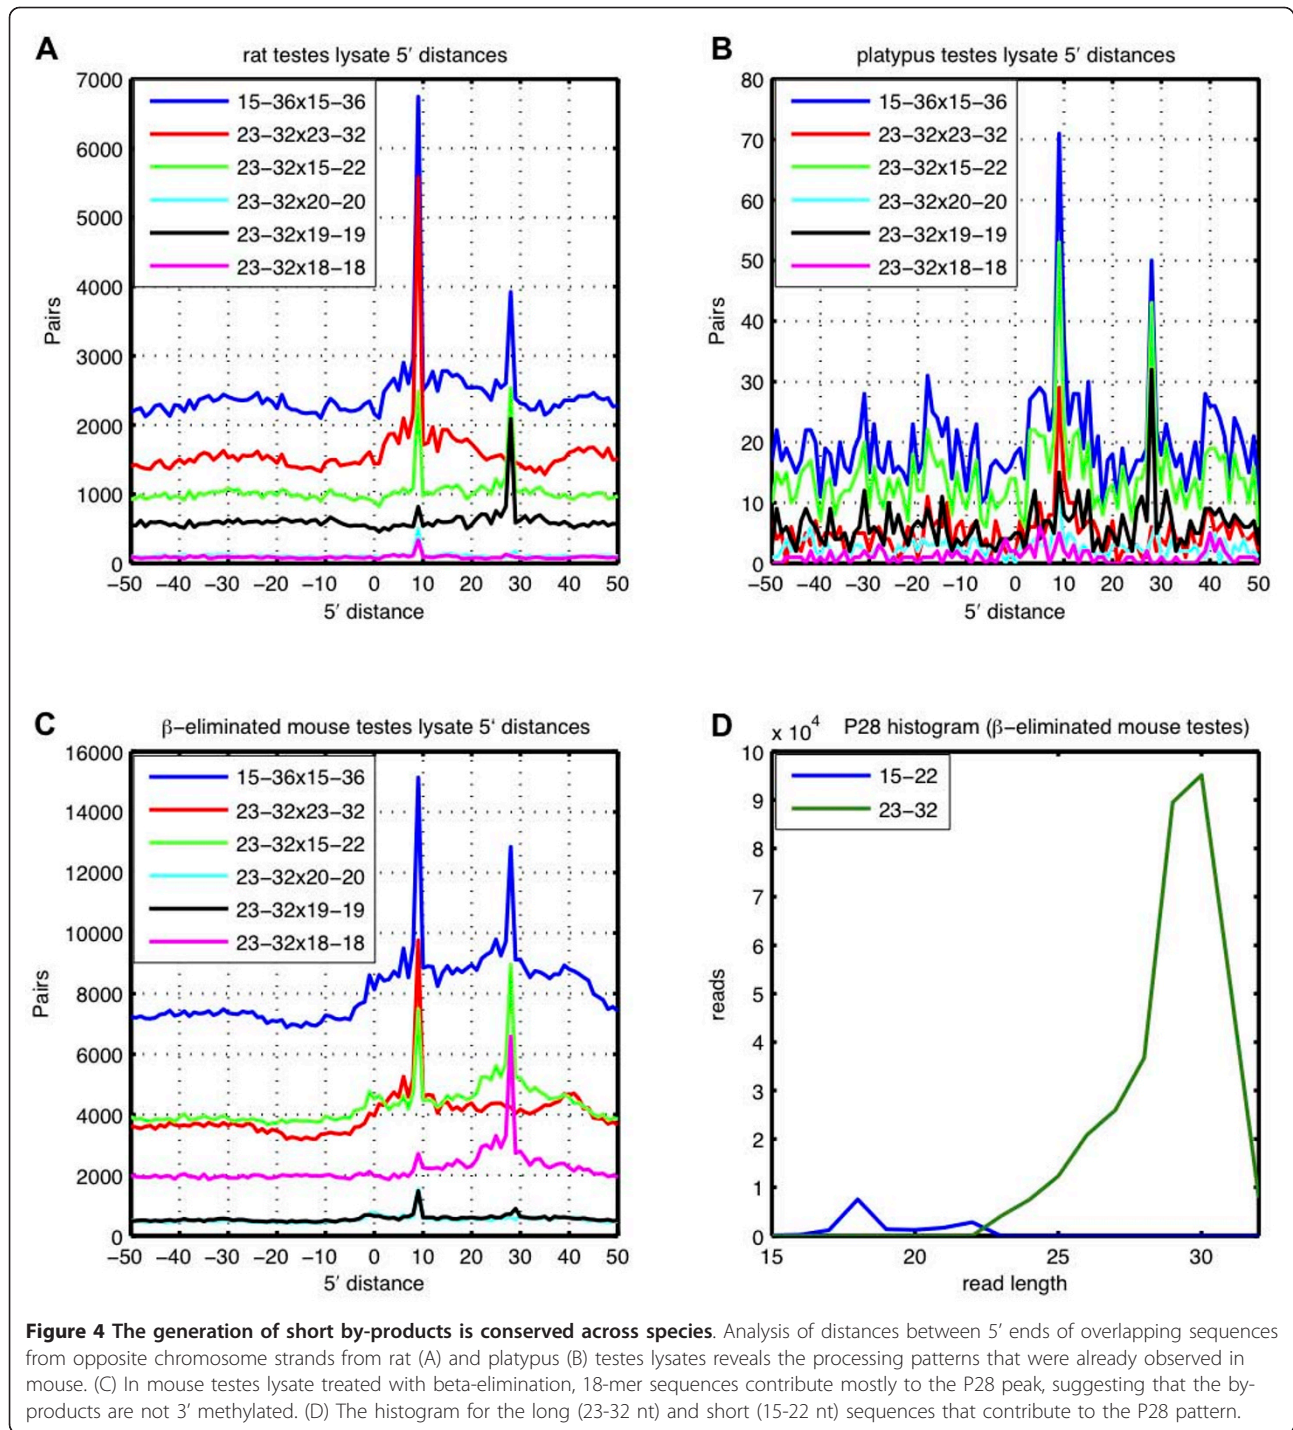 A
rat testes lysate 5′ distances
7000
6000
5000
4000
3000
2000
1000
0
Pairs
15−36x15−36
23−32x23−32
23−32x15−22
23−32x20−20
23−32x19−19
23−32x18−18
−50 −40 −30 −20 −10 0 10 20 30 40 50
5′ distance
B
platypus testes lysate 5′ distances
80
70
60
50
40
30
20
10
0
Pairs
15−36x15−36
23−32x23−32
23−32x15−22
23−32x20−20
23−32x19−19
23−32x18−18
−50 −40 −30 −20 −10 0 10 20 30 40 50
5′ distance
C
β−eliminated mouse testes lysate 5‘ distances
16000
14000
12000
10000
8000
6000
4000
2000
0
Pairs
15−36x15−36
23−32x23−32
23−32x15−22
23−32x20−20
23−32x19−19
23−32x18−18
−50 −40 −30 −20 −10 0 10 20 30 40 50
5′ distance
D
x 10⁴
P28 histogram (β−eliminated mouse testes)
10
9
8
7
6
5
4
3
2
1
0
reads
15−22
23−32
15 20 25 30
read length
Figure 4 The generation of short by-products is conserved across species. Analysis of distances between 5′ ends of overlapping sequences
from opposite chromosome strands from rat (A) and platypus (B) testes lysates reveals the processing patterns that were already observed in
mouse. (C) In mouse testes lysate treated with beta-elimination, 18-mer sequences contribute mostly to the P28 peak, suggesting that the by-
products are not 3′ methylated. (D) The histogram for the long (23-32 nt) and short (15-22 nt) sequences that contribute to the P28 pattern.